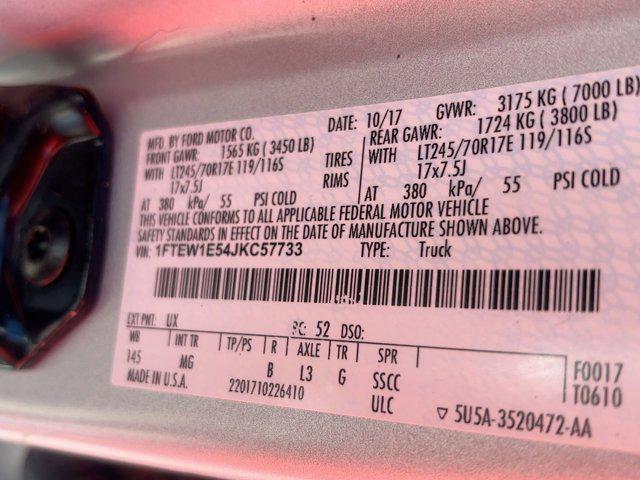 MFD. BY FORD MOTOR CO. DATE: 10/17 GVWR: 3175 KG ( 7000 LB)
FRONT GAWR: 1565 KG ( 3450 LB) REAR GAWR: 1724 KG ( 3800 LB)
WITH LT245/70R17E 119/116S TIRES WITH LT245/70R17E 119/116S
17x7.5J RIMS 17x7.5J
AT 380 kPa/ 55 PSI COLD AT 380 kPa/ 55 PSI COLD
THIS VEHICLE CONFORMS TO ALL APPLICABLE FEDERAL MOTOR VEHICLE
SAFETY STANDARDS IN EFFECT ON THE DATE OF MANUFACTURE SHOWN ABOVE.
VIN: 1FTEW1E54JKC57733 TYPE: Truck
EXT PNT: UX RC: 52 DSO:
WB INT TR TP/PS R AXLE TR SPR
145 MG B L3 G SSCC F0017
MADE IN U.S.A. 2201710226410 ULC T0610
▽ 5U5A-3520472-AA